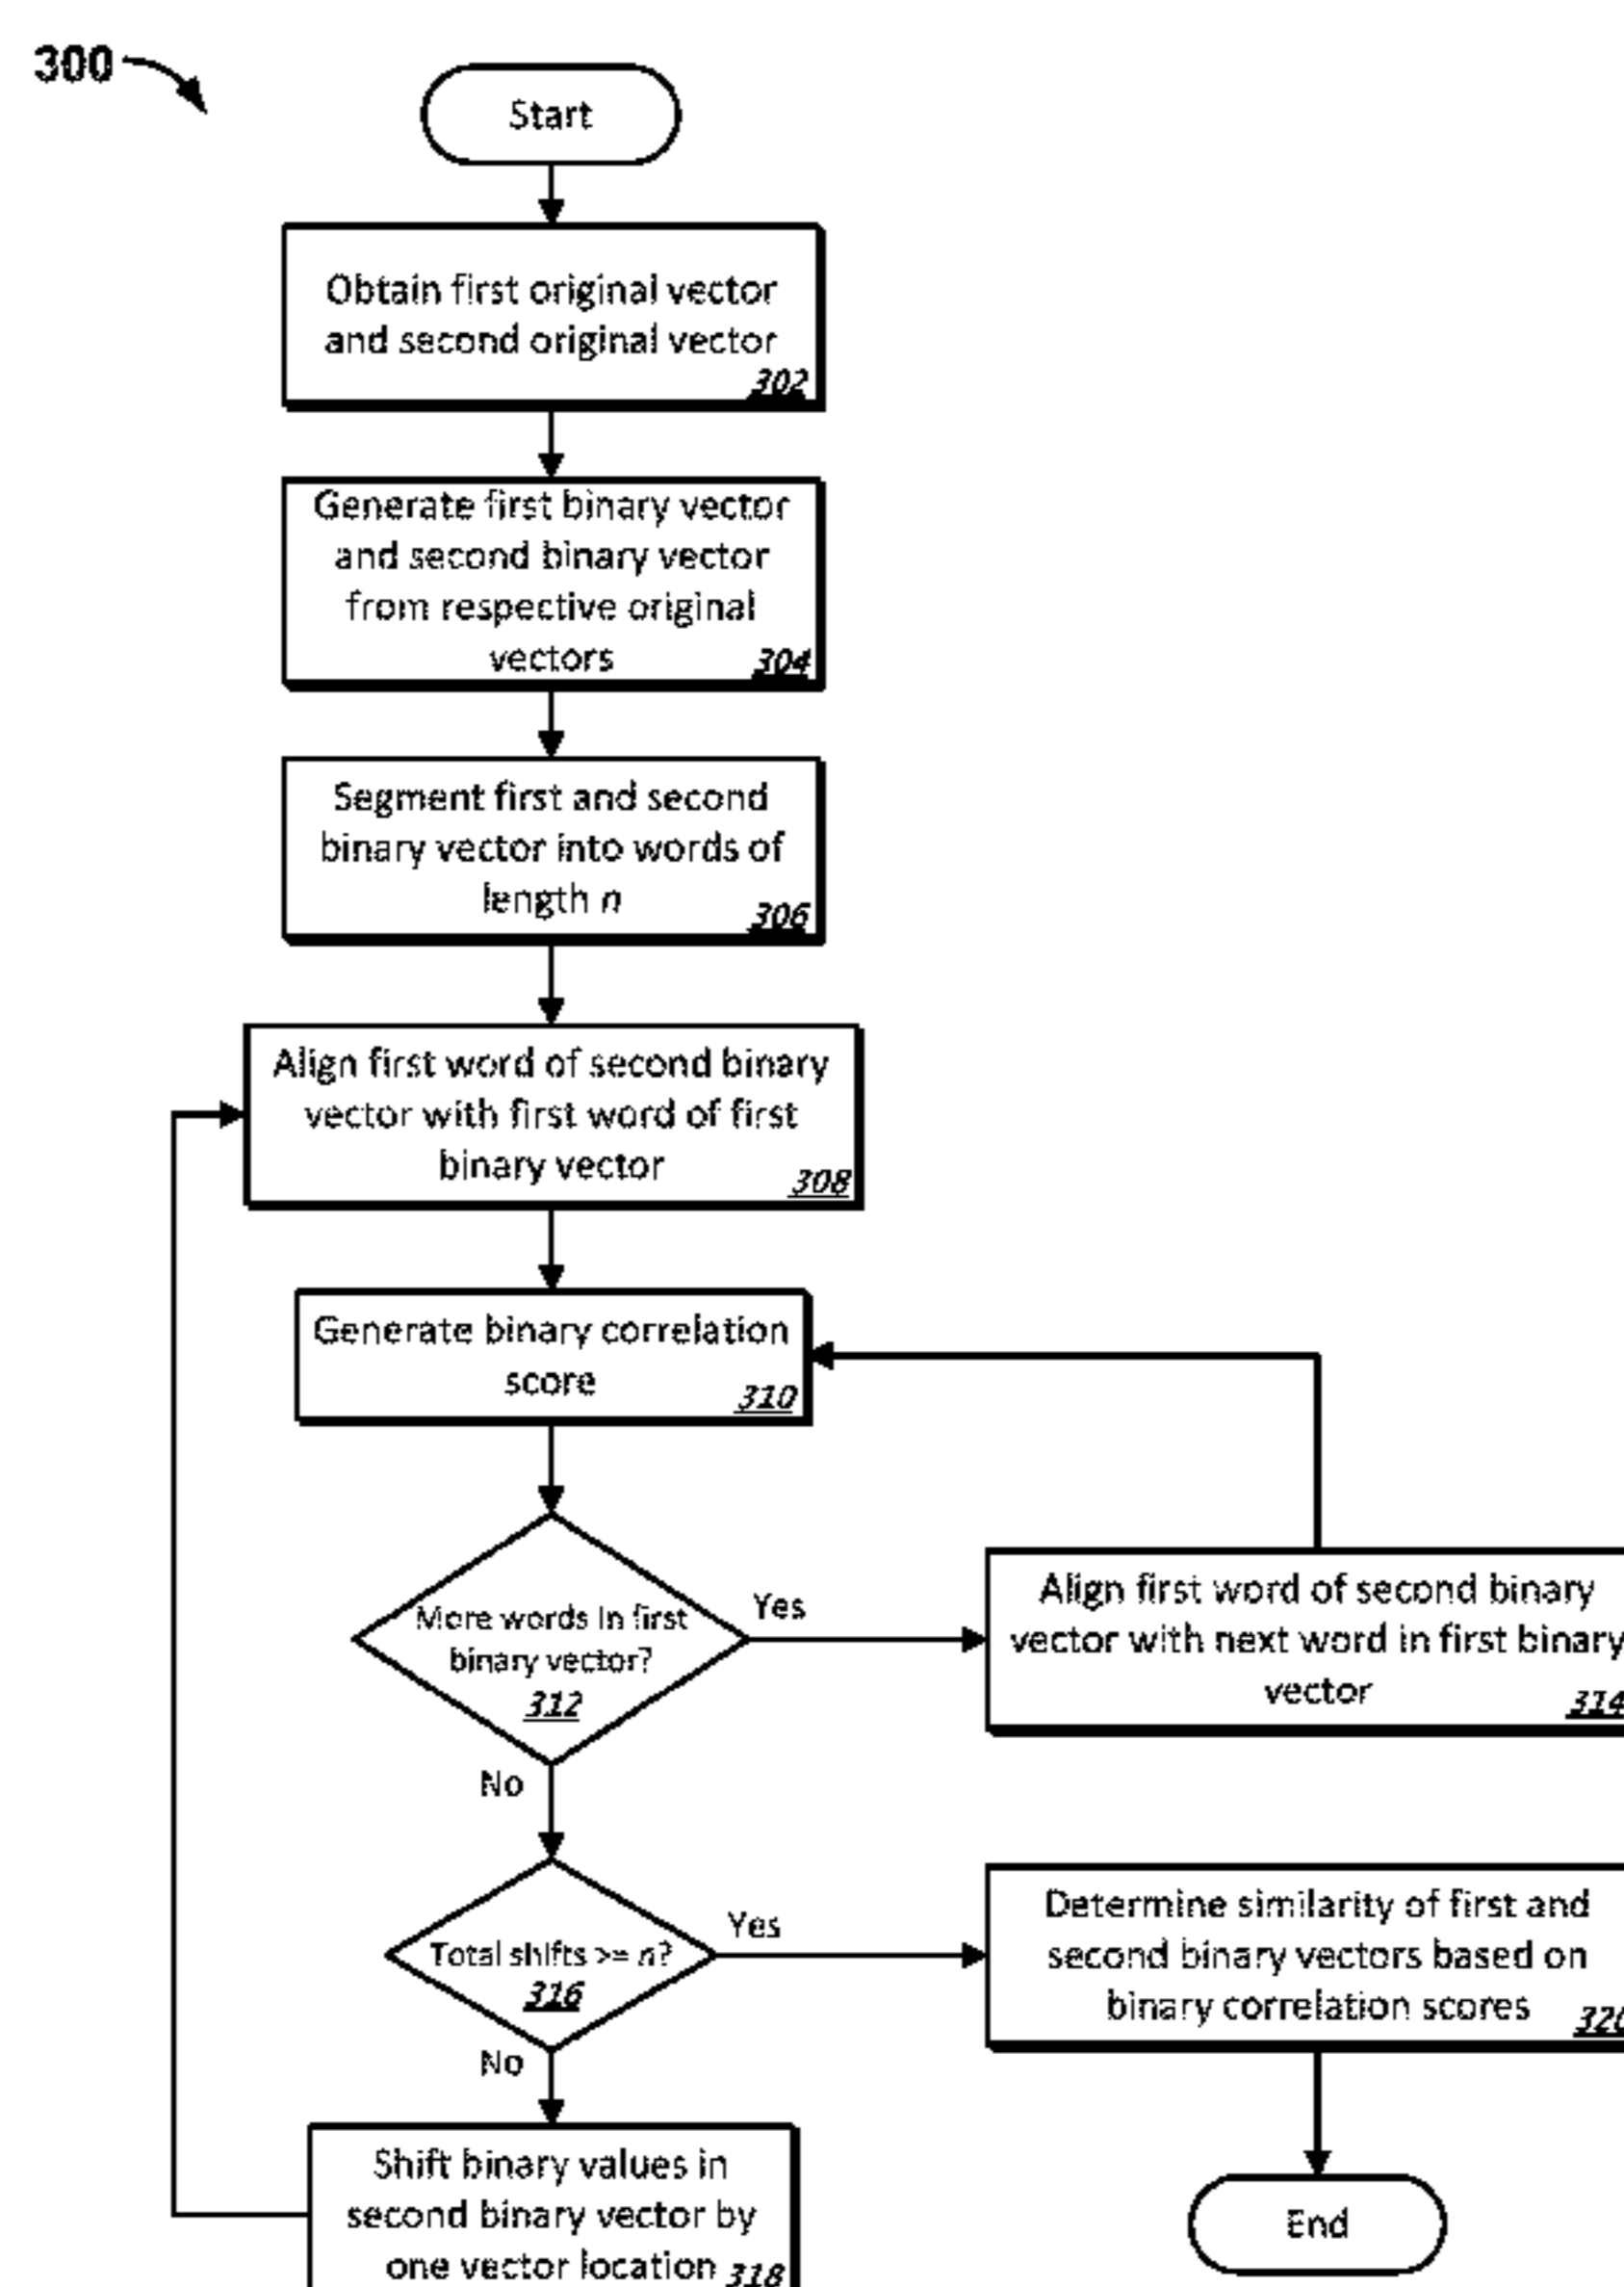 300
Start
Obtain first original vector
and second original vector
302
Generate first binary vector
and second binary vector
from respective original
vectors
304
Segment first and second
binary vector into words of
length n
306
Align first word of second binary
vector with first word of first
binary vector
308
Generate binary correlation
score
310
More words in first
binary vector?
312
Yes
Align first word of second binary
vector with next word in first binary
vector
314
No
Total shifts >= n?
316
Yes
Determine similarity of first and
second binary vectors based on
binary correlation scores
320
No
Shift binary values in
second binary vector by
one vector location
318
End